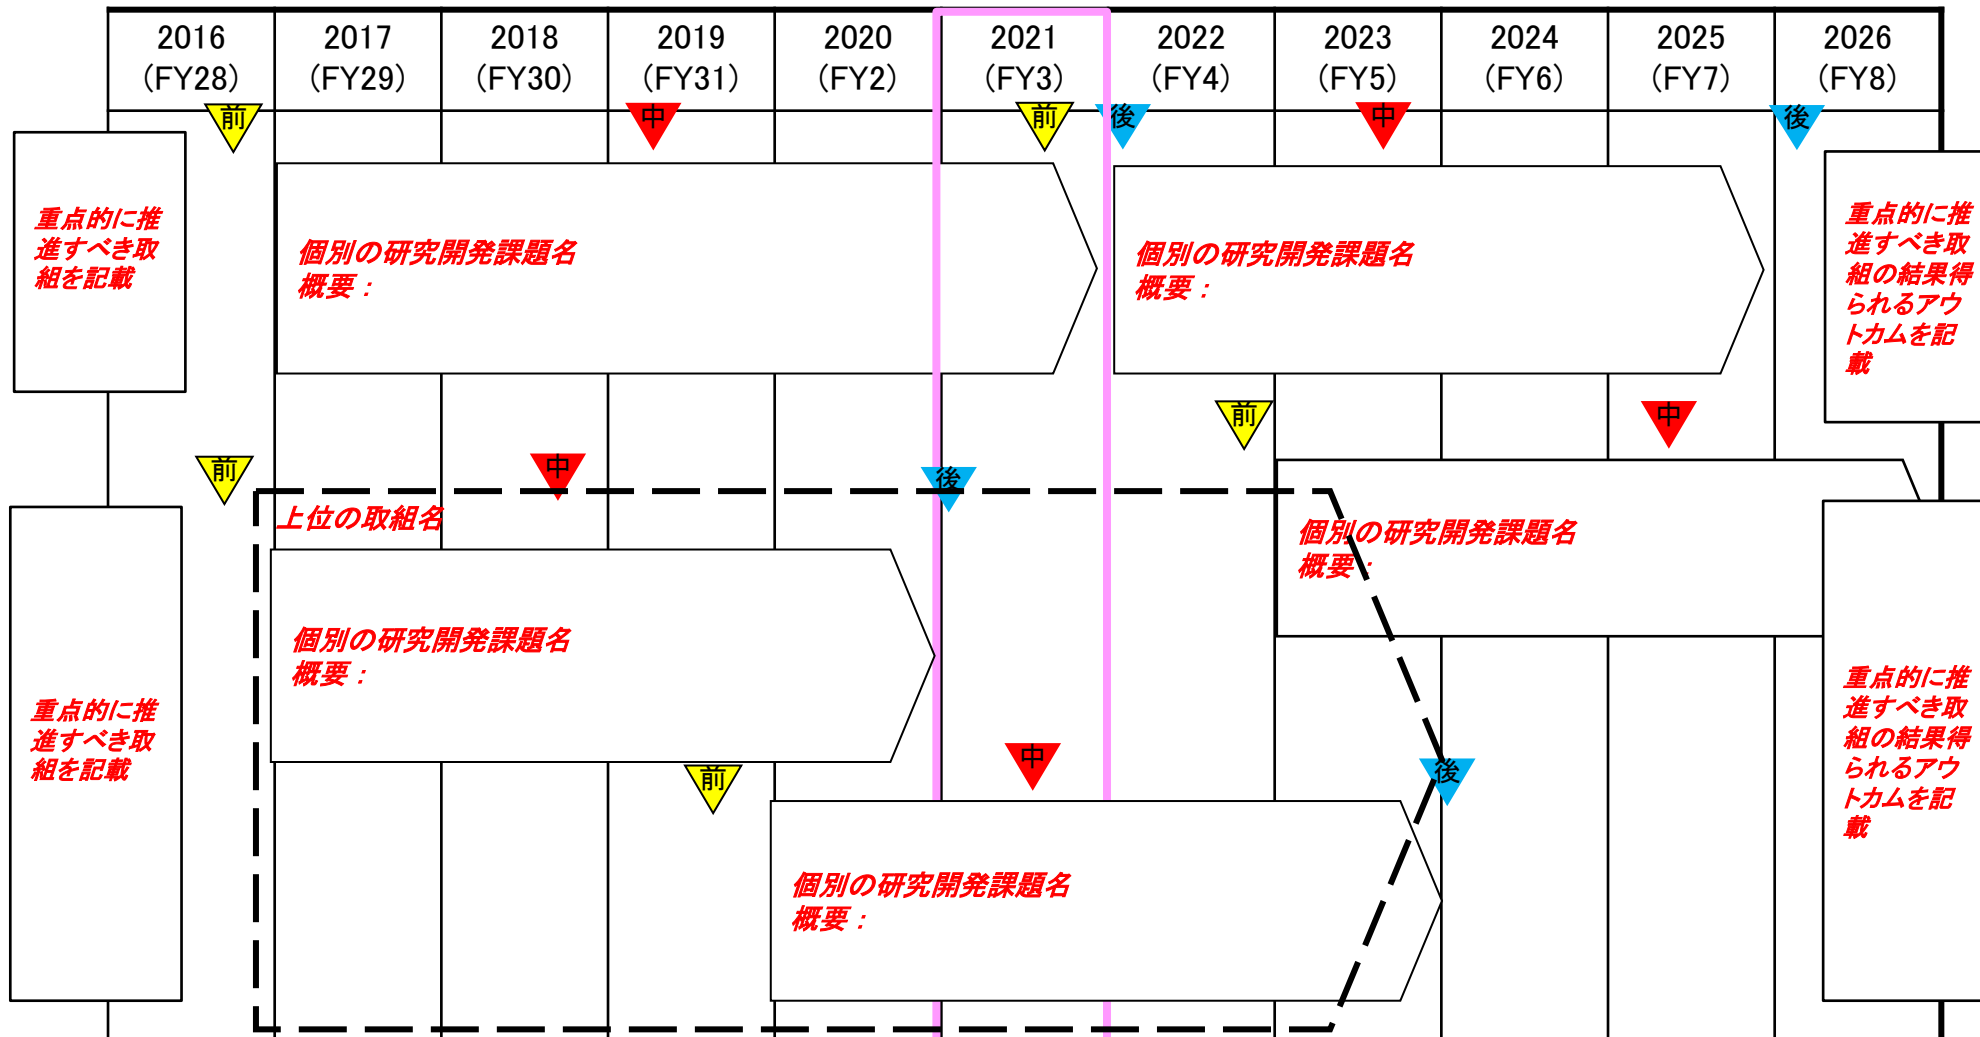 2016
(FY28)
2017
(FY29)
2018
(FY30)
2019
(FY31)
2020
(FY2)
2021
(FY3)
2022
(FY4)
2023
(FY5)
2024
(FY6)
2025
(FY7)
2026
(FY8)
前
中
前
後
中
後
重点的に推
進すべき取
組を記載
個別の研究開発課題名
概要：
個別の研究開発課題名
概要：
重点的に推
進すべき取
組の結果得
られるアウ
トカムを記
載
前
中
前
中
後
上位の取組名
個別の研究開発課題名
概要：
個別の研究開発課題名
概要：
重点的に推
進すべき取
組を記載
前
中
後
個別の研究開発課題名
概要：
重点的に推
進すべき取
組の結果得
られるアウ
トカムを記
載